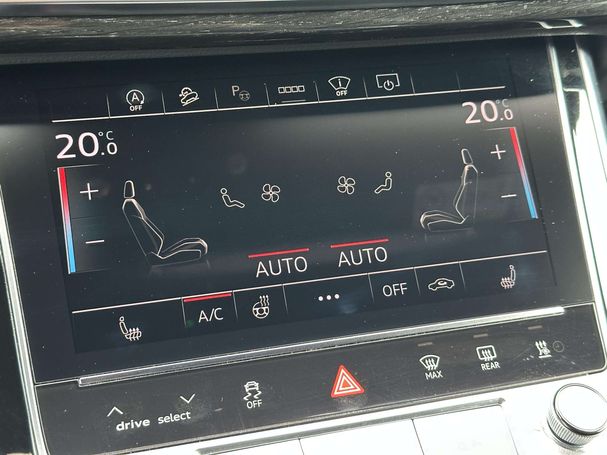 A
OFF
P
i
OFF
20.0 °C
20.0 °C
+
−
+
−
AUTO
AUTO
A/C
•••
OFF
MAX
REAR
OFF
drive select